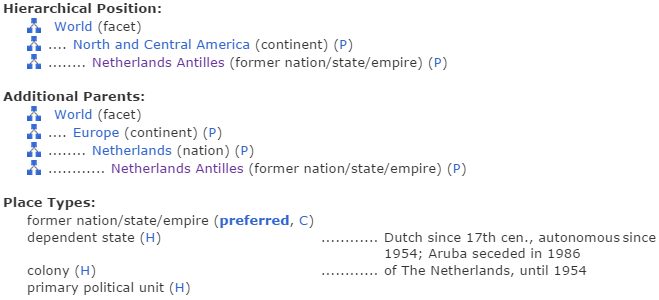 Hierarchical Position:
World (facet)
.... North and Central America (continent) (P)
........ Netherlands Antilles (former nation/state/empire) (P)
Additional Parents:
World (facet)
.... Europe (continent) (P)
........ Netherlands (nation) (P)
............ Netherlands Antilles (former nation/state/empire) (P)
Place Types:
former nation/state/empire (preferred, C)
dependent state (H) ............ Dutch since 17th cen., autonomous since
1954; Aruba seceded in 1986
colony (H) ............ of The Netherlands, until 1954
primary political unit (H)